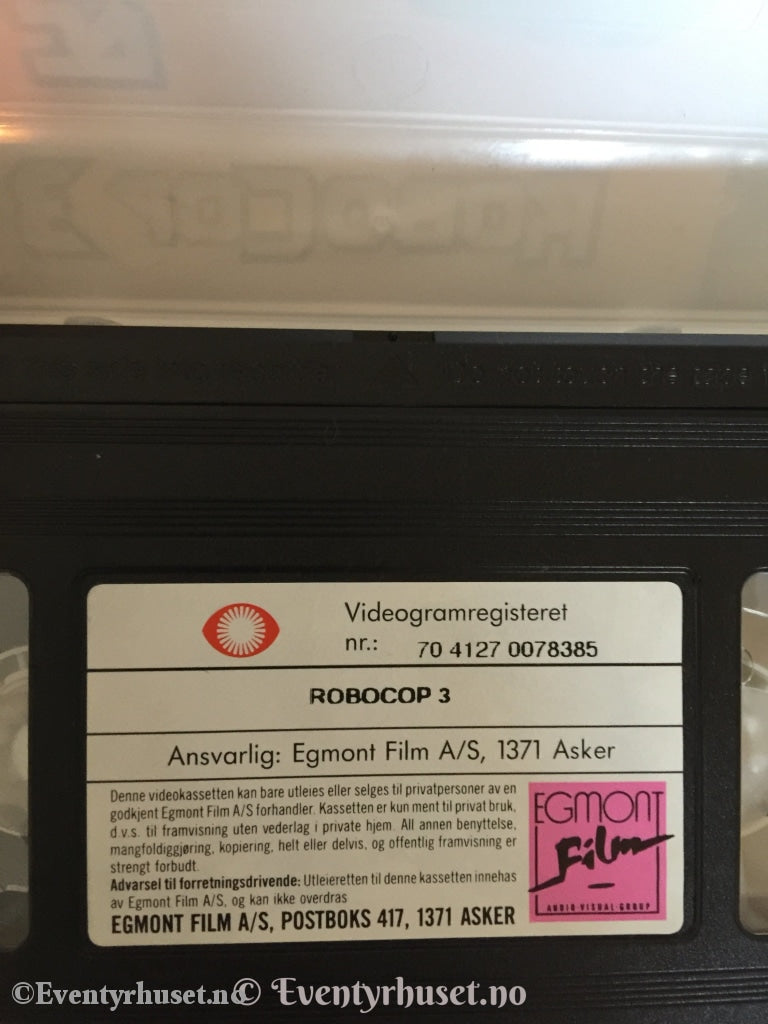 ROBOCOP 3
Do not touch the tape
Videogramregisteret
nr.: 70 4127 0078385
ROBOCOP 3
Ansvarlig: Egmont Film A/S, 1371 Asker
Denne videokassetten kan bare utleies eller selges til privatpersoner av en
godkjent Egmont Film A/S forhandler. Kassetten er kun ment til privat bruk,
d.v.s. til framvisning uten vederlag i private hjem. All annen benyttelse,
mangfoldiggjøring, kopiering, helt eller delvis, og offentlig framvisning er
strengt forbudt.
Advarsel til forretningsdrivende: Utleieretten til denne kassetten innehas
av Egmont Film A/S, og kan ikke overdras
EGMONT FILM A/S, POSTBOKS 417, 1371 ASKER
EGMONT
Film
AUDIO VISUAL GROUP
©Eventyrhuset.no © Eventyrhuset.no